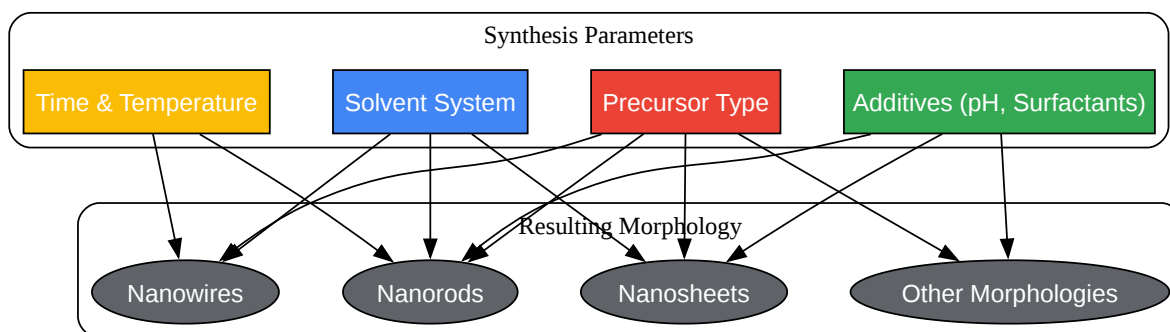 Synthesis Parameters
Time & Temperature
Solvent System
Precursor Type
Additives (pH, Surfactants)
Resulting Morphology
Nanowires
Nanorods
Nanosheets
Other Morphologies